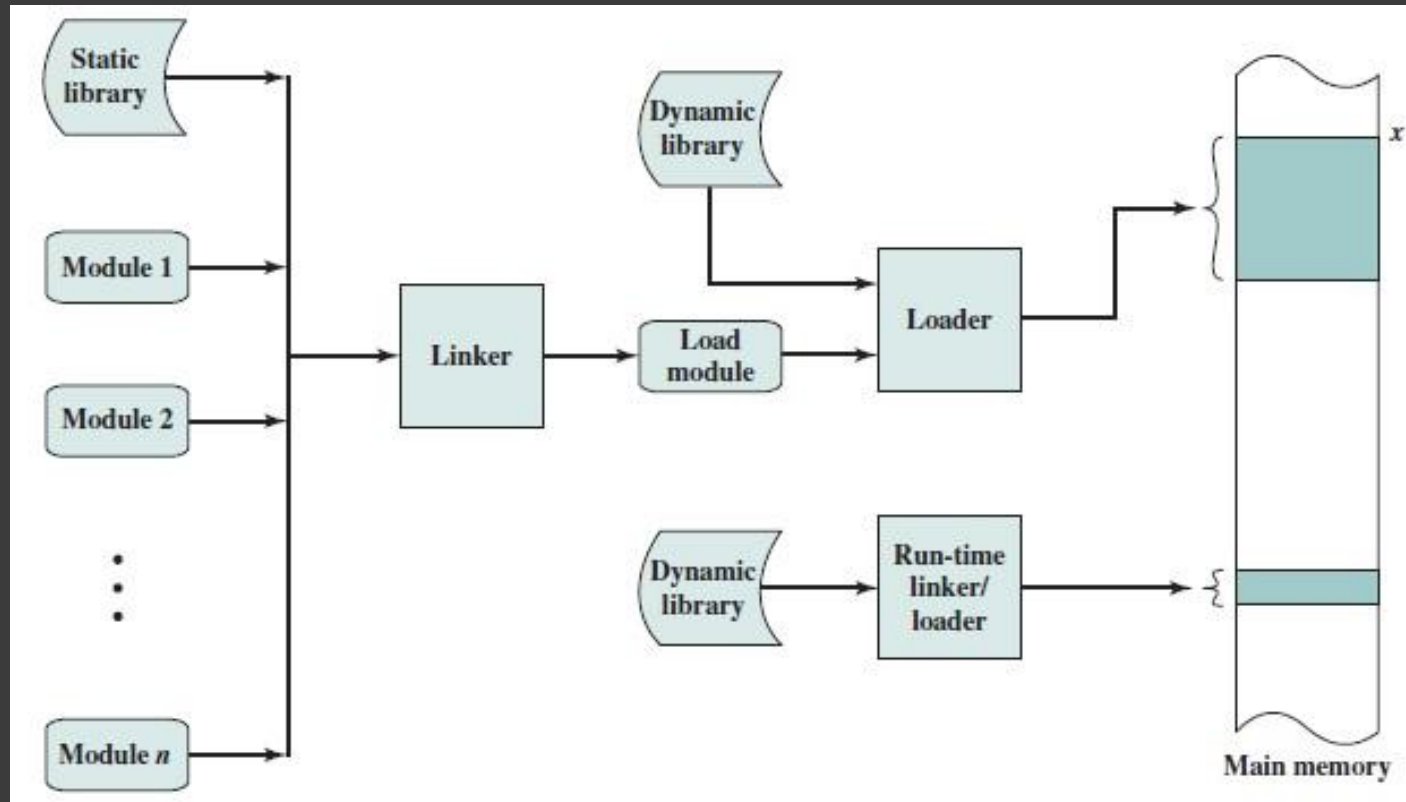 Static
library
Module 1
Module 2
Module n
Linker
Dynamic
library
Load
module
Loader
Dynamic
library
Run-time
linker/
loader
x
Main memory